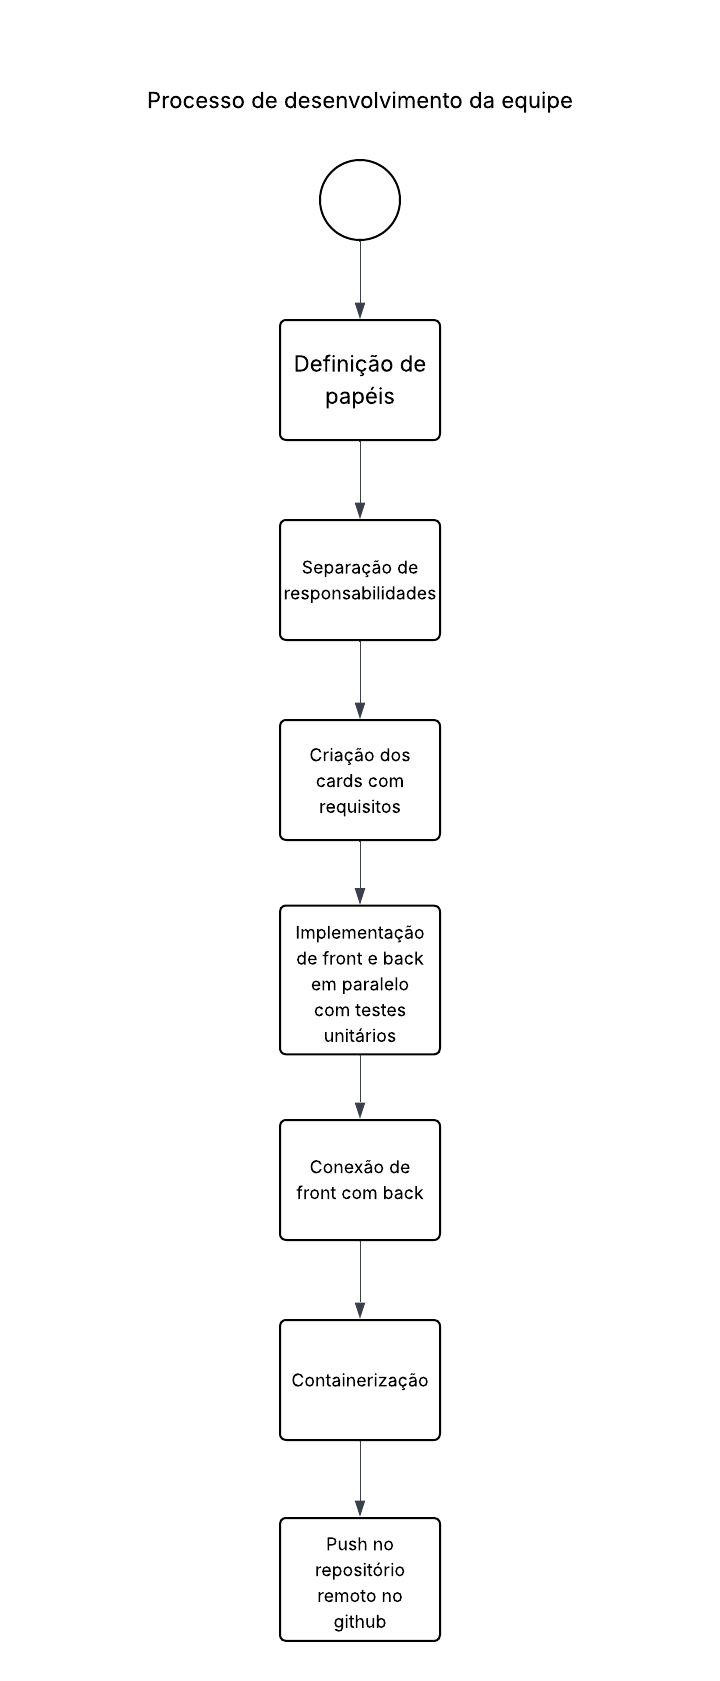 Processo de desenvolvimento da equipe
Definição de
papéis
Separação de
responsabilidades
Criação dos
cards com
requisitos
Implementação
de front e back
em paralelo
com testes
unitários
Conexão de
front com back
Containerização
Push no
repositório
remoto no
github